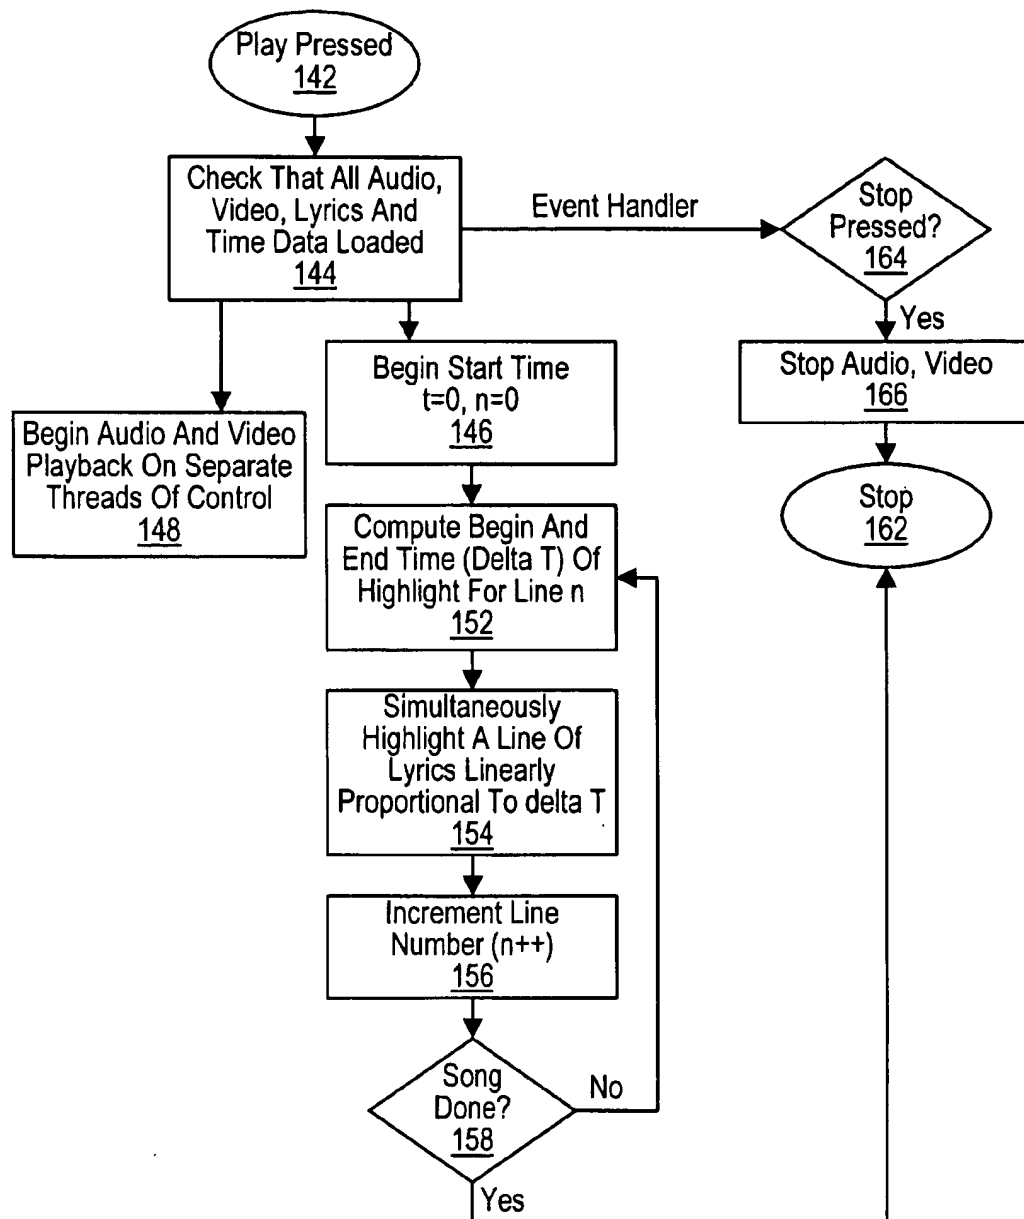 Play Pressed
142
Check That All Audio,
Video, Lyrics And
Time Data Loaded
144
Event Handler
Stop
Pressed?
164
Yes
Stop Audio, Video
166
Stop
162
Begin Start Time
t=0, n=0
146
Begin Audio And Video
Playback On Separate
Threads Of Control
148
Compute Begin And
End Time (Delta T) Of
Highlight For Line n
152
Simultaneously
Highlight A Line Of
Lyrics Linearly
Proportional To delta T
154
Increment Line
Number (n++)
156
Song
Done?
158
No
Yes